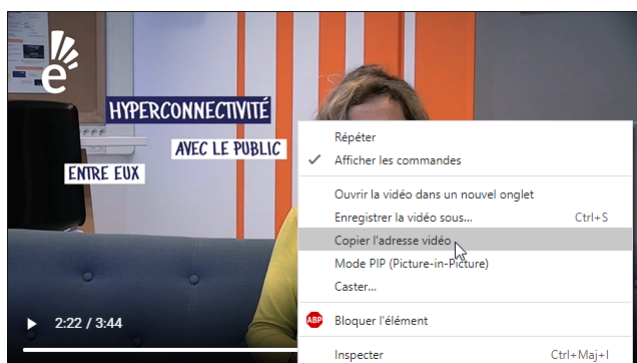 e
HYPERCONNECTIVITÉ
AVEC LE PUBLIC
ENTRE EUX
Répéter
Afficher les commandes
Ouvrir la vidéo dans un nouvel onglet
Enregistrer la vidéo sous... Ctrl+S
Copier l'adresse vidéo
Mode PIP (Picture-in-Picture)
Caster...
ABP Bloquer l'élément
2:22 / 3:44
Inspecter Ctrl+Maj+I